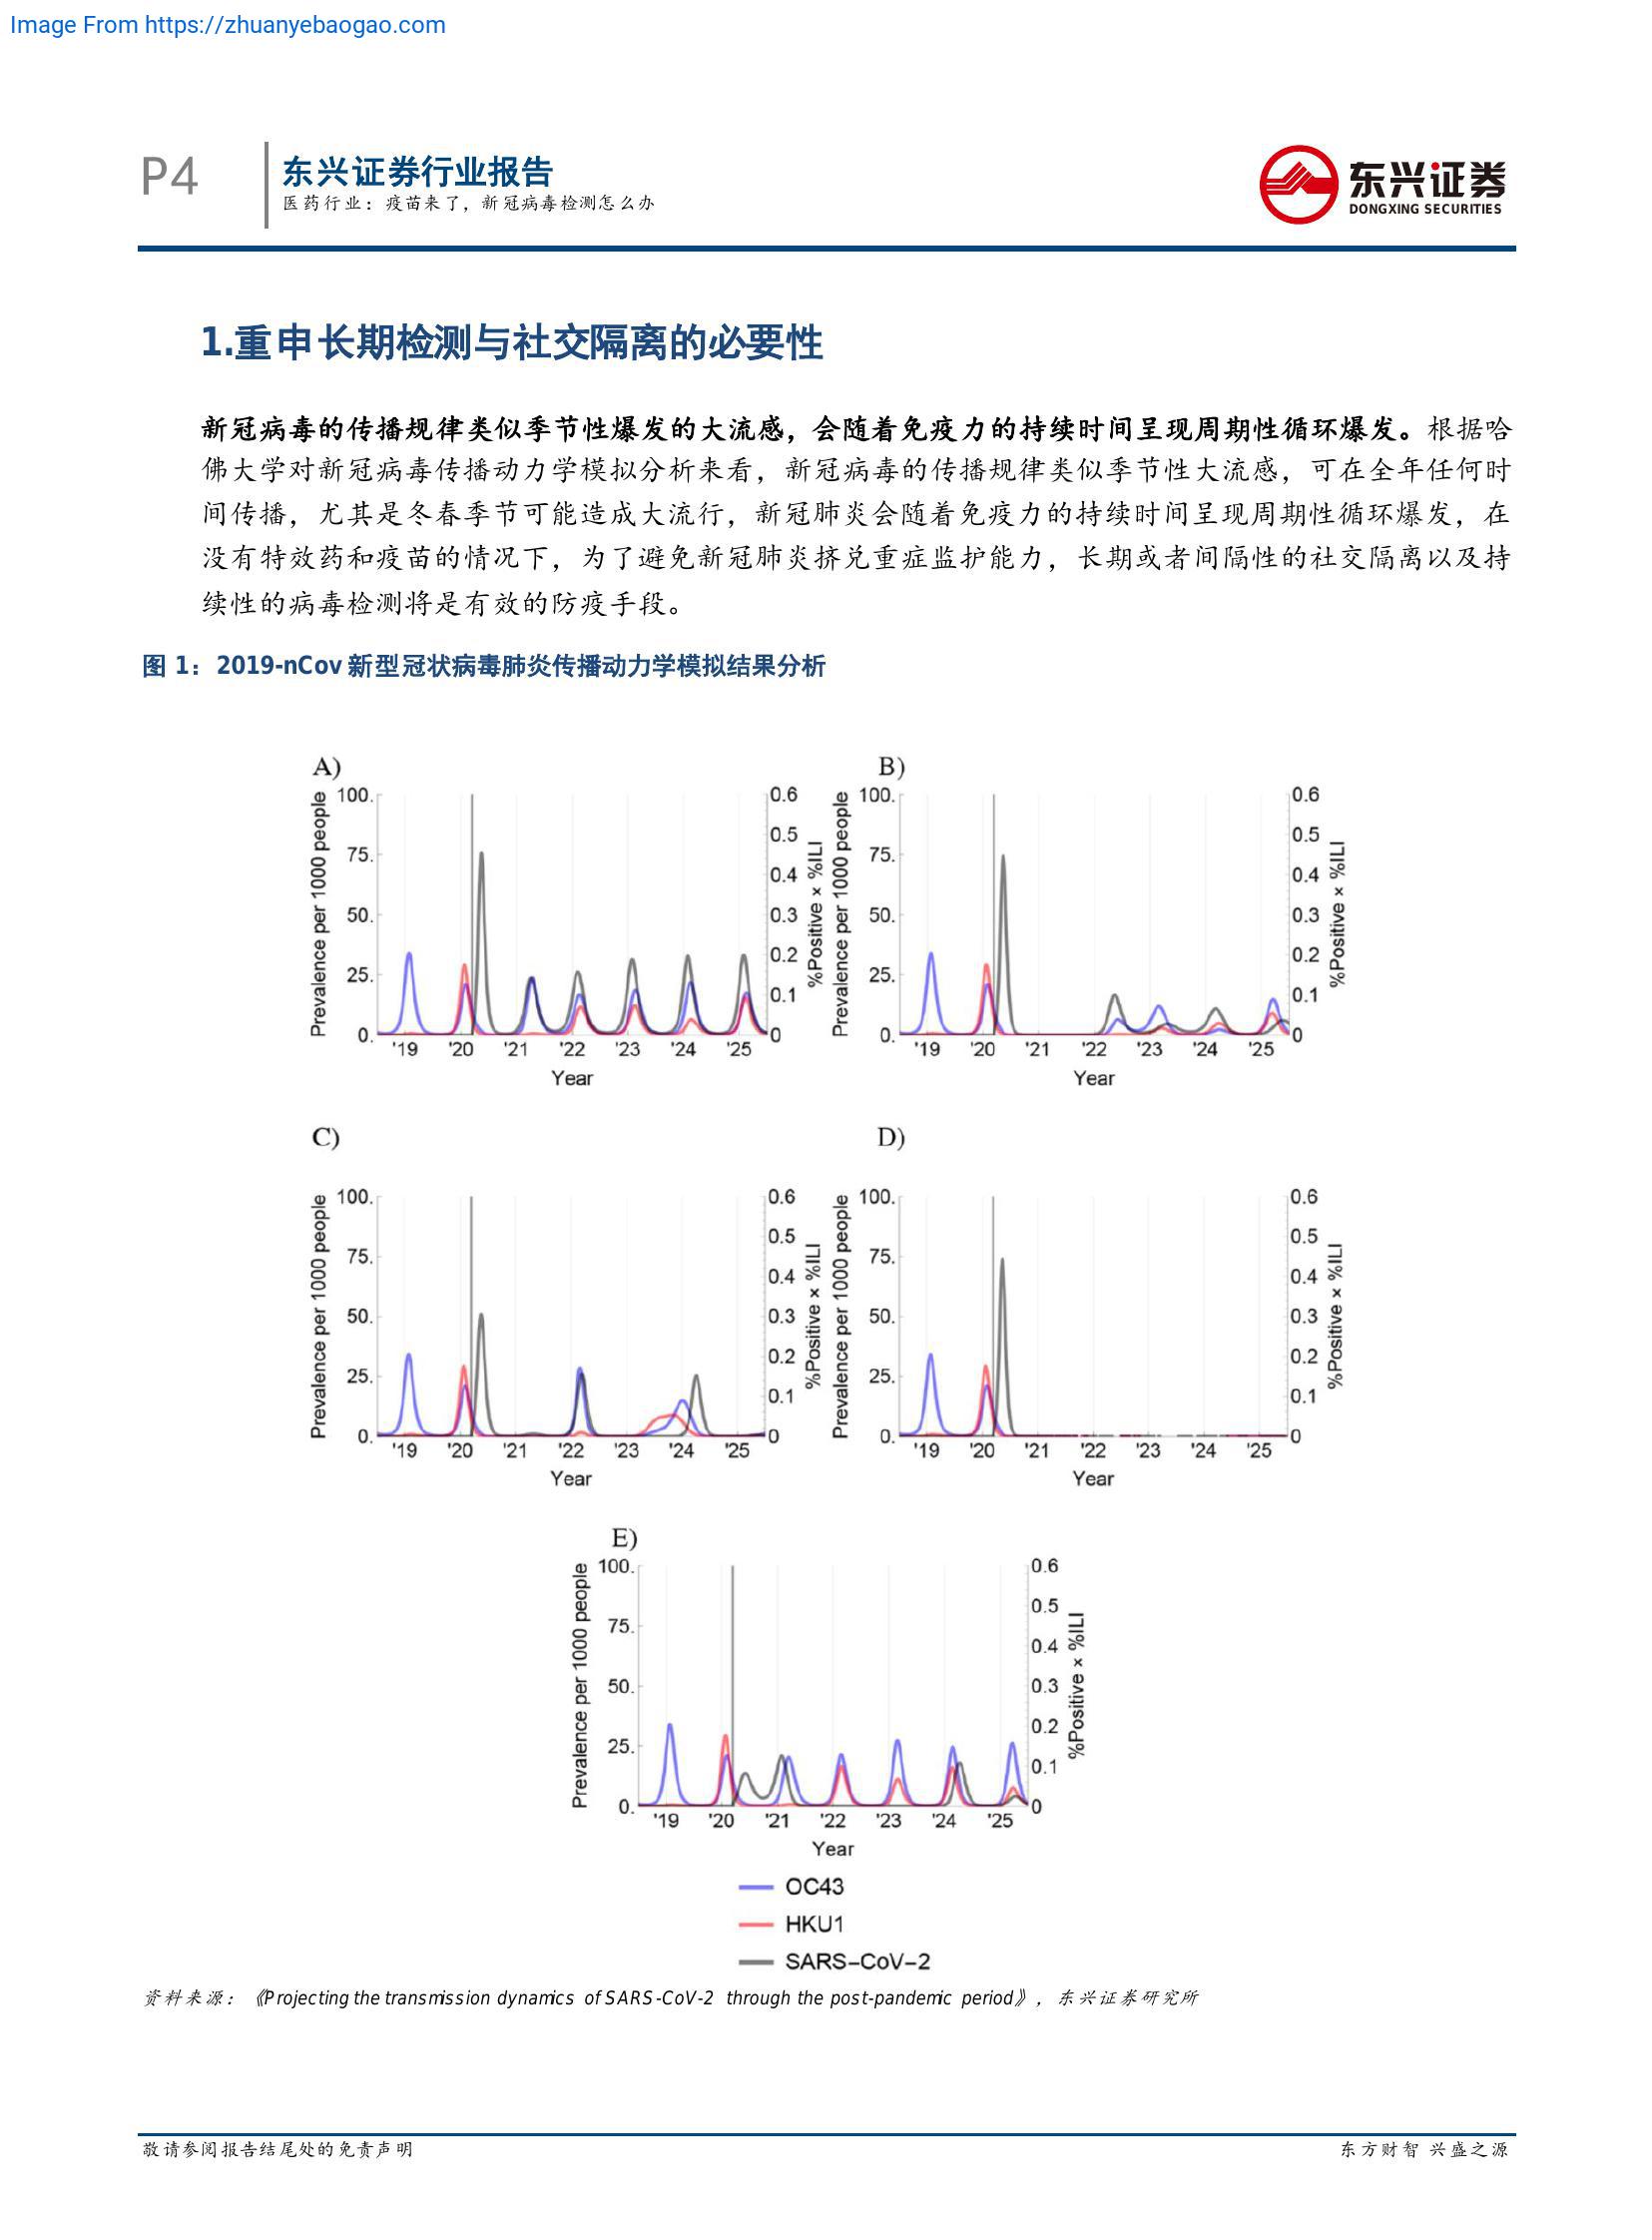 Image From https://zhuanyebaogao.com
P4
东兴证券行业报告
医药行业：疫苗来了，新冠病毒检测怎么办
东兴证券
DONGXING SECURITIES
1.重申长期检测与社交隔离的必要性
新冠病毒的传播规律类似季节性爆发的大流感，会随着免疫力的持续时间呈现周期性循环爆发。根据哈
佛大学对新冠病毒传播动力学模拟分析来看，新冠病毒的传播规律类似季节性大流感，可在全年任何时
间传播，尤其是冬春季节可能造成大流行，新冠肺炎会随着免疫力的持续时间呈现周期性循环爆发，在
没有特效药和疫苗的情况下，为了避免新冠肺炎挤兑重症监护能力，长期或者间隔性的社交隔离以及持
续性的病毒检测将是有效的防疫手段。
图 1：2019-nCov 新型冠状病毒肺炎传播动力学模拟结果分析
A)
Prevalence per 1000 people
100.
75.
50.
25.
0.
'19 '20 '21 '22 '23 '24 '25
Year
0.6
0.5
0.4
0.3
0.2
0.1
0
%Positive × %ILI
B)
Prevalence per 1000 people
100.
75.
50.
25.
0.
'19 '20 '21 '22 '23 '24 '25
Year
0.6
0.5
0.4
0.3
0.2
0.1
0
%Positive × %ILI
C)
Prevalence per 1000 people
100.
75.
50.
25.
0.
'19 '20 '21 '22 '23 '24 '25
Year
0.6
0.5
0.4
0.3
0.2
0.1
0
%Positive × %ILI
D)
Prevalence per 1000 people
100.
75.
50.
25.
0.
'19 '20 '21 '22 '23 '24 '25
Year
0.6
0.5
0.4
0.3
0.2
0.1
0
%Positive × %ILI
E)
Prevalence per 1000 people
100.
75.
50.
25.
0.
'19 '20 '21 '22 '23 '24 '25
Year
0.6
0.5
0.4
0.3
0.2
0.1
0
%Positive × %ILI
OC43
HKU1
SARS−CoV−2
资料来源：《Projecting the transmission dynamics of SARS-CoV-2 through the post-pandemic period》，东兴证券研究所
敬请参阅报告结尾处的免责声明
东方财智 兴盛之源